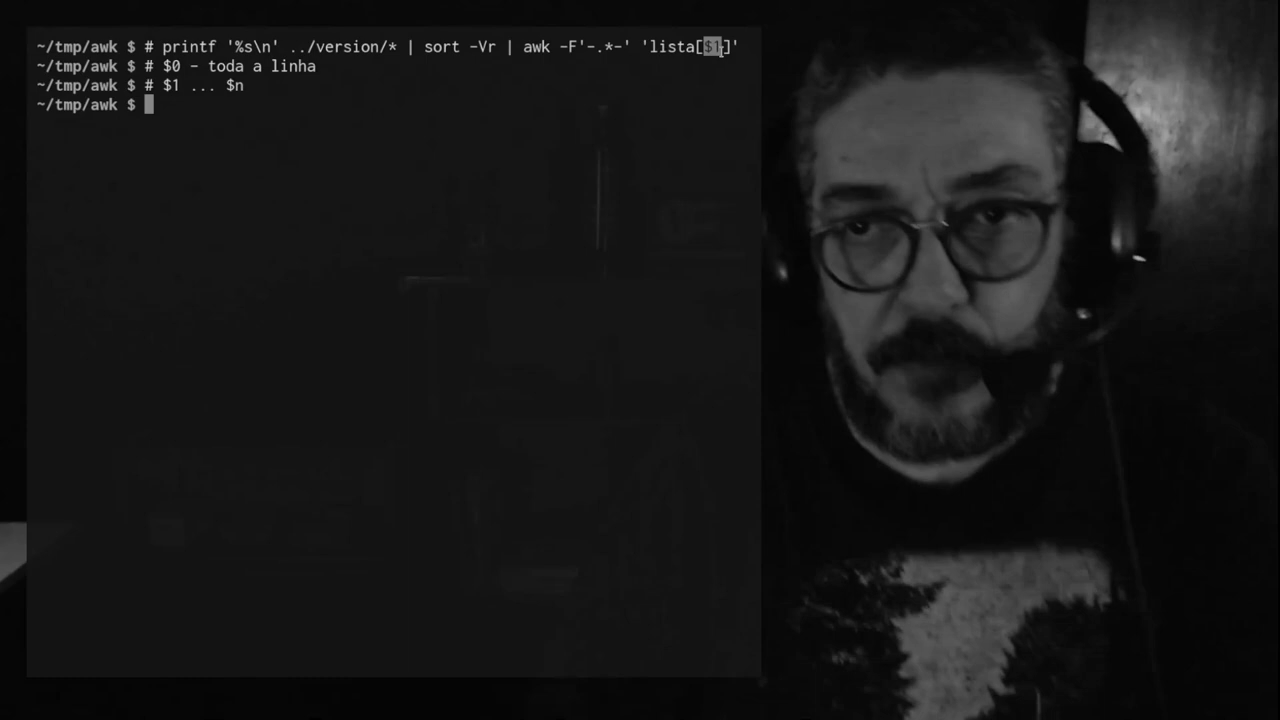 ~/tmp/awk $ # printf '%s\n' ../version/* | sort -Vr | awk -F'-.*-' 'lista[$1]'
~/tmp/awk $ # $0 - toda a linha
~/tmp/awk $ # $1 ... $n
~/tmp/awk $